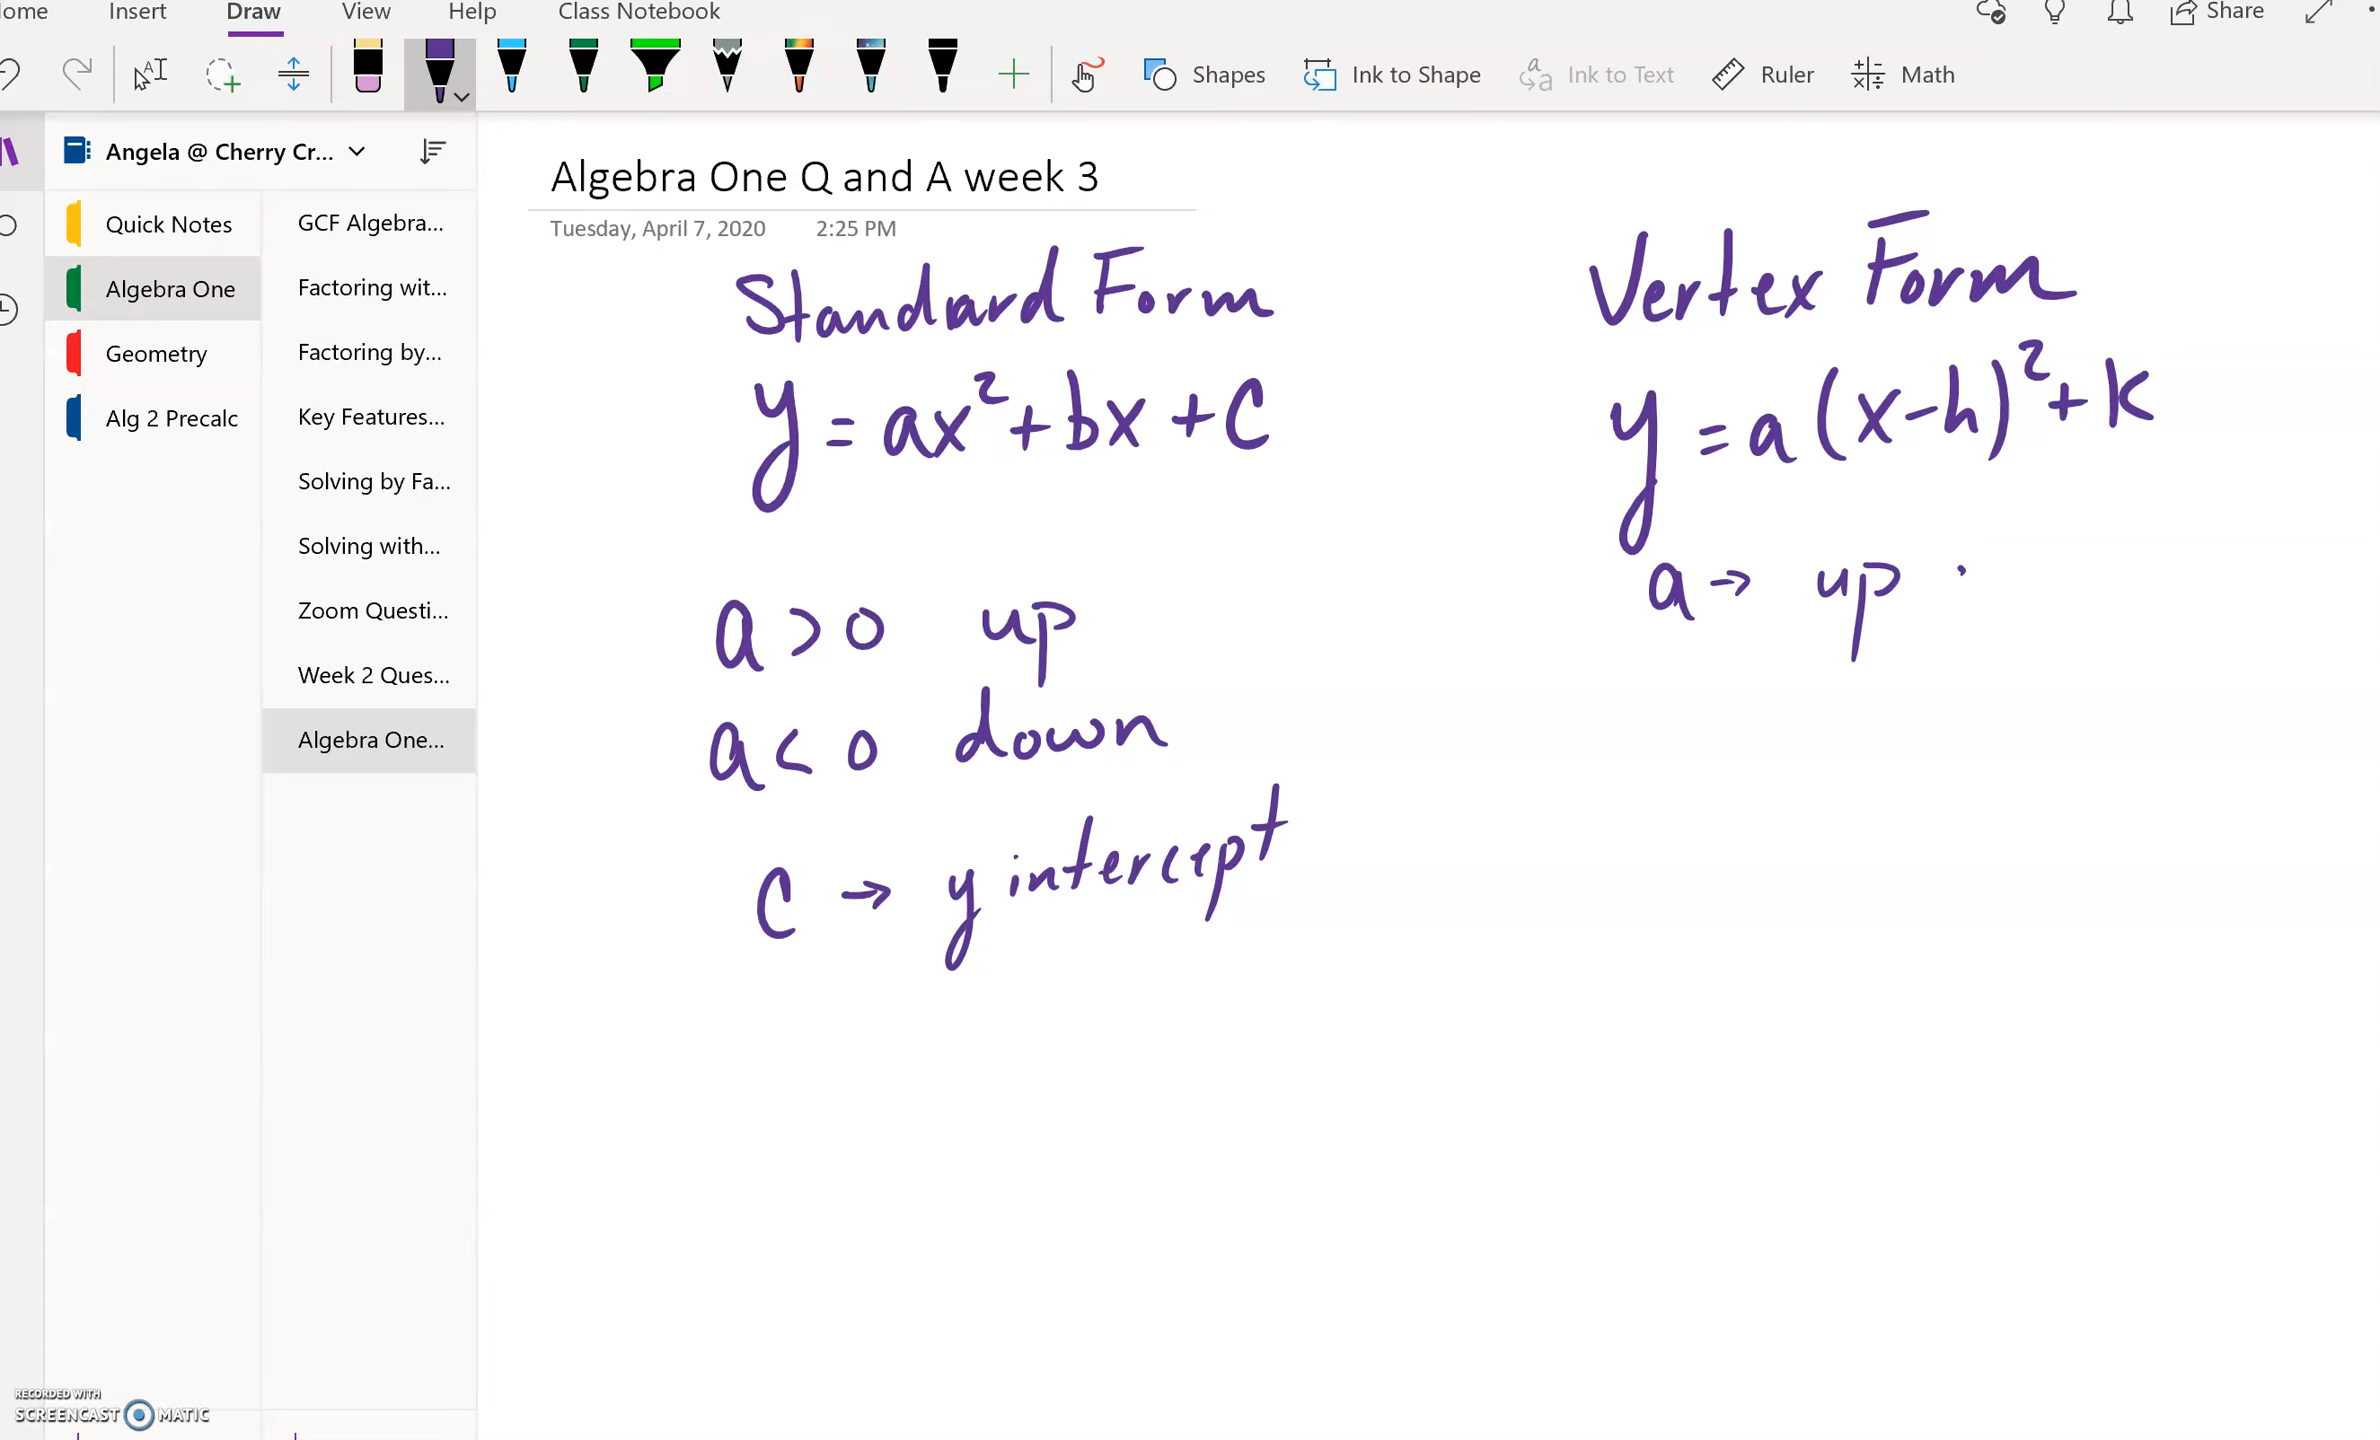 ome Insert Draw View Help Class Notebook Share
Shapes Ink to Shape Ink to Text Ruler Math
Angela @ Cherry Cr...
Quick Notes
Algebra One
Geometry
Alg 2 Precalc
GCF Algebra...
Factoring wit...
Factoring by...
Key Features...
Solving by Fa...
Solving with...
Zoom Questi...
Week 2 Ques...
Algebra One...
Algebra One Q and A week 3
Tuesday, April 7, 2020 2:25 PM
Standard Form
y = ax²+bx+c
a > 0 up
a < 0 down
c → y intercept
Vertex Form
y = a(x-h)²+k
a → up
RECORDED WITH
SCREENCAST MATIC